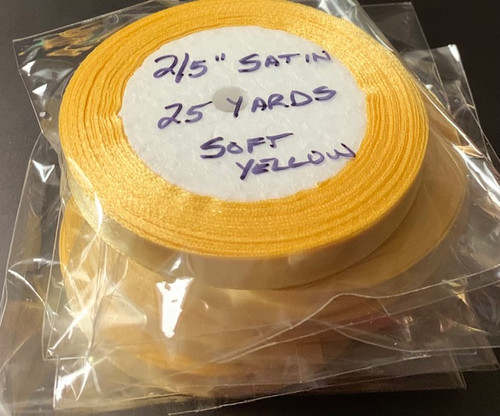 2/5" SATIN
25 YARDS
SOFT
YELLOW